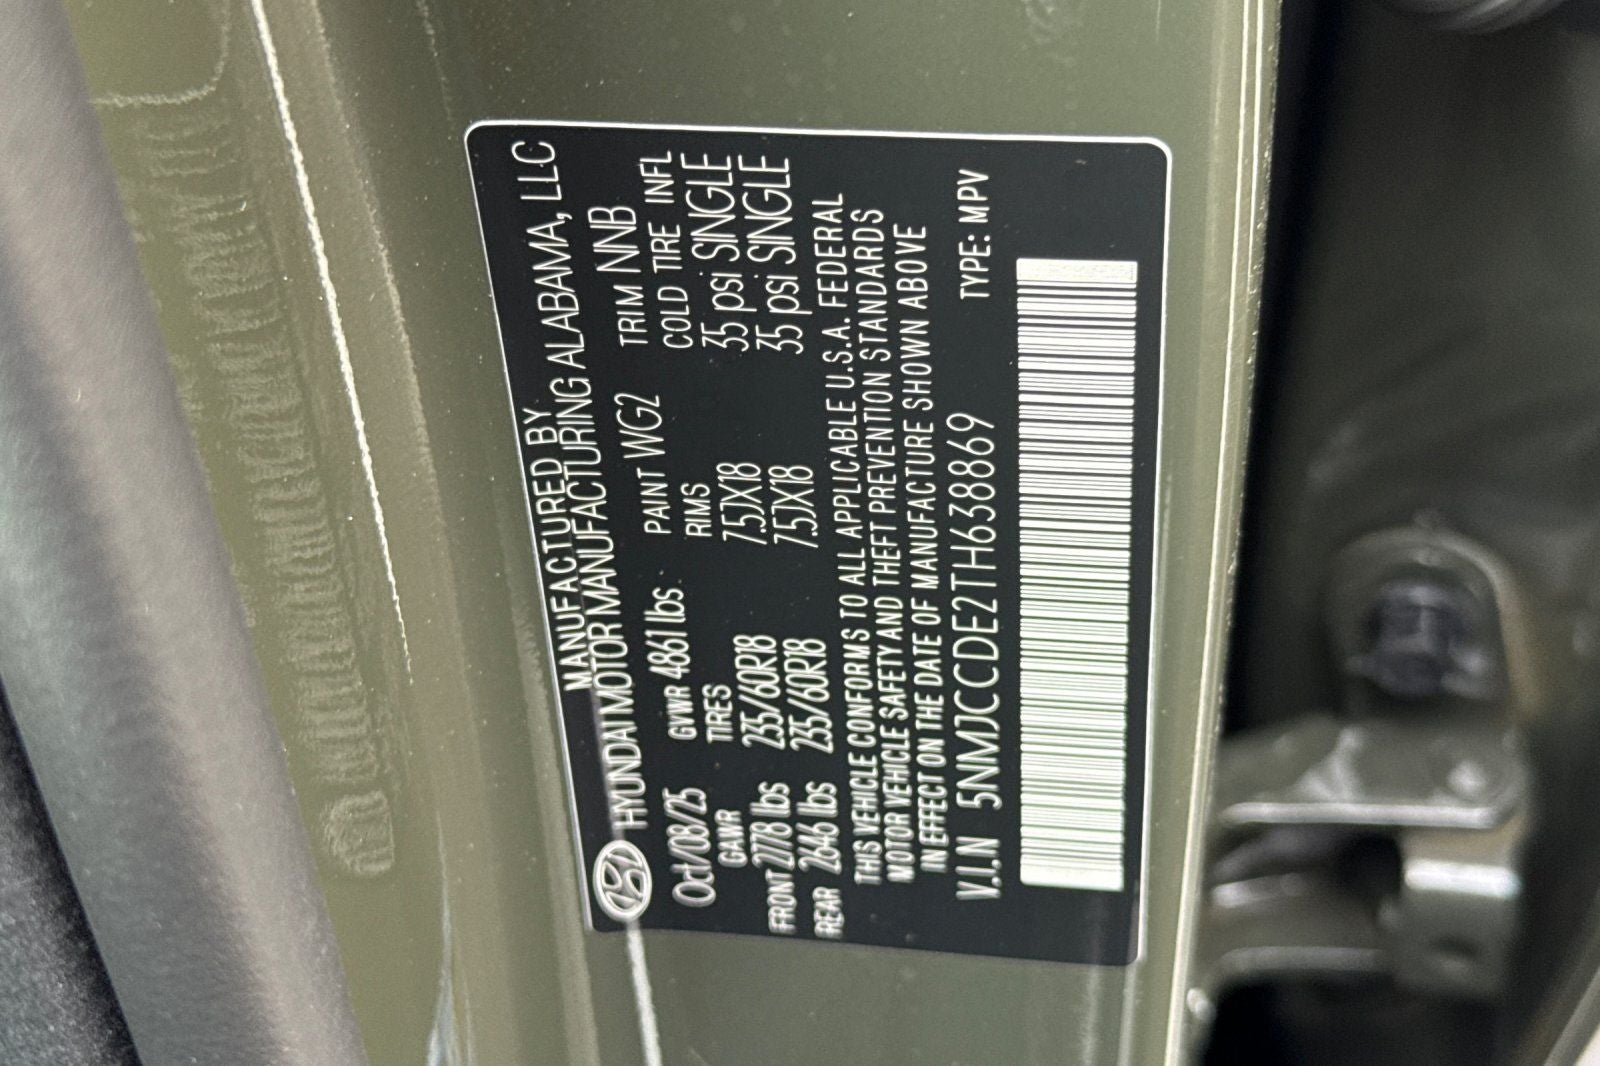 MANUFACTURED BY
HYUNDAI MOTOR MANUFACTURING ALABAMA, LLC
Oct/08/25 GVWR 4861 lbs PAINT WG2 TRIM NNB
GAWR TIRES RIMS COLD TIRE INFL
FRONT 2778 lbs 235/60R18 7.5JX18 35 psi SINGLE
REAR 2646 lbs 235/60R18 7.5JX18 35 psi SINGLE
THIS VEHICLE CONFORMS TO ALL APPLICABLE U.S.A. FEDERAL
MOTOR VEHICLE SAFETY AND THEFT PREVENTION STANDARDS
IN EFFECT ON THE DATE OF MANUFACTURE SHOWN ABOVE
V.I.N 5NMJCCDE2TH638869 TYPE: MPV